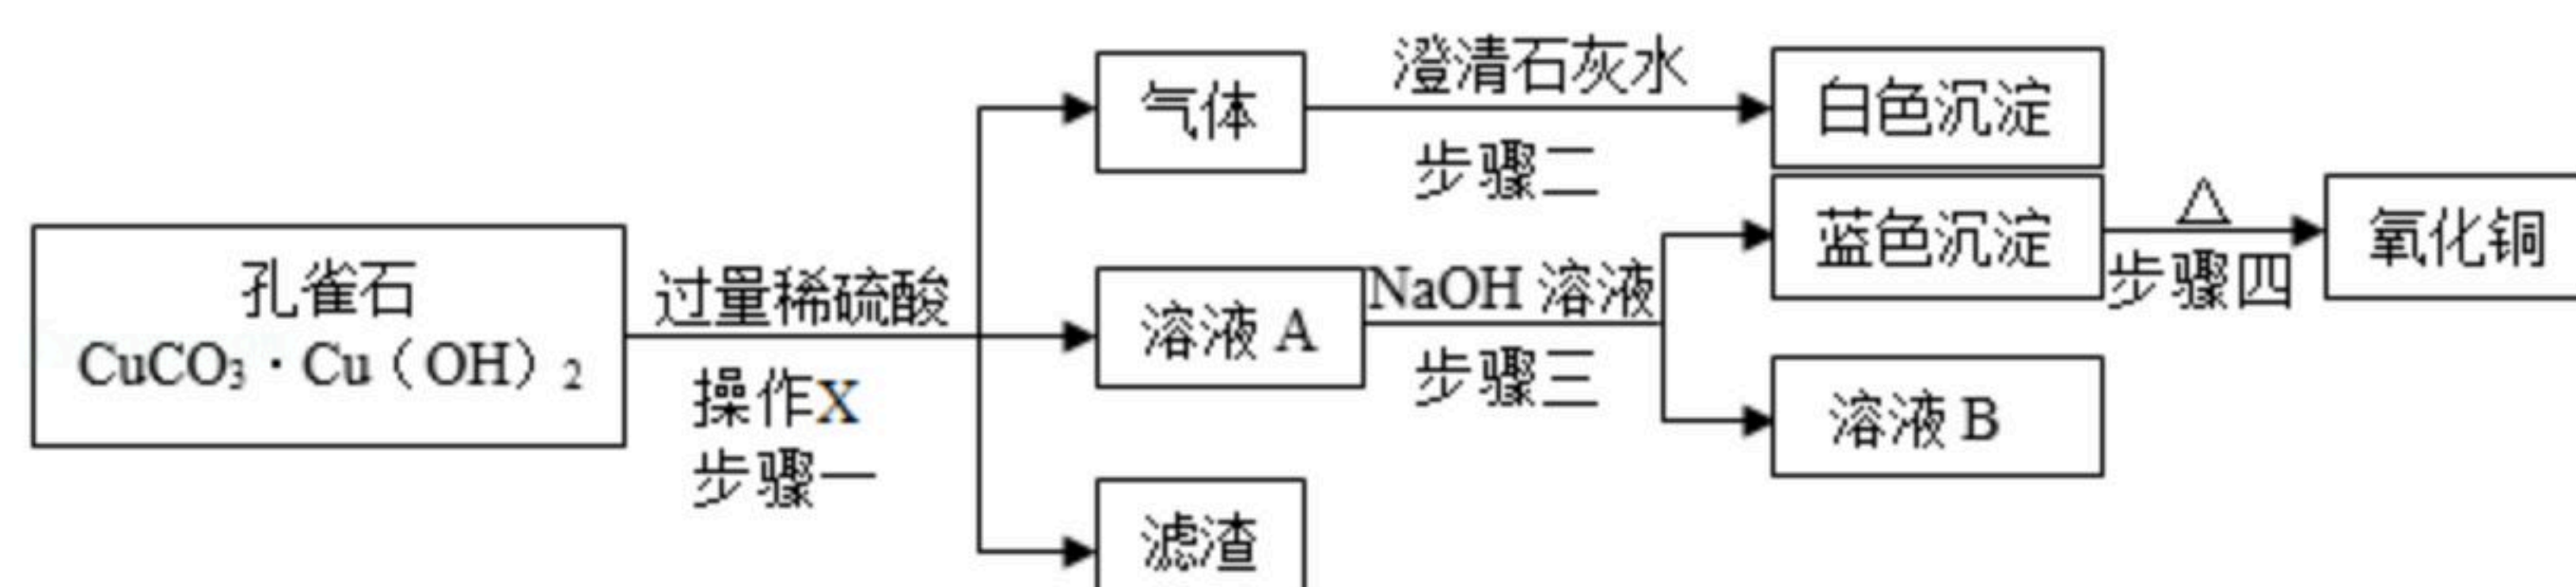 孔雀石
CuCO₃·Cu（OH）₂
过量稀硫酸
操作X
步骤一
气体
澄清石灰水
步骤二
白色沉淀
溶液 A
NaOH 溶液
步骤三
蓝色沉淀
△
步骤四
氧化铜
溶液 B
滤渣